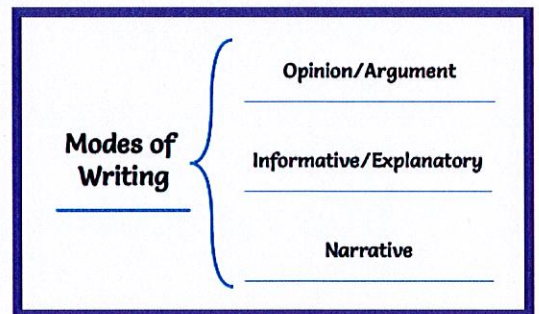 Modes of
Writing
Opinion/Argument
Informative/Explanatory
Narrative